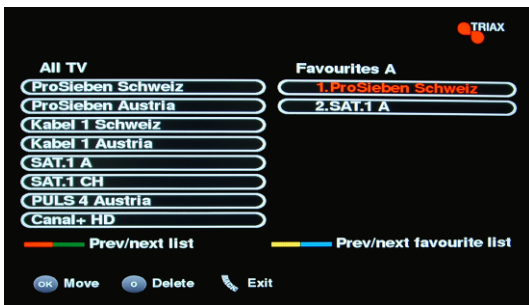 TRIAX
All TV
ProSieben Schweiz
ProSieben Austria
Kabel 1 Schweiz
Kabel 1 Austria
SAT.1 A
SAT.1 CH
PULS 4 Austria
Canal+ HD
Favourites A
1.ProSieben Schweiz
2.SAT.1 A
Prev/next list
Prev/next favourite list
OK Move
0 Delete
Exit